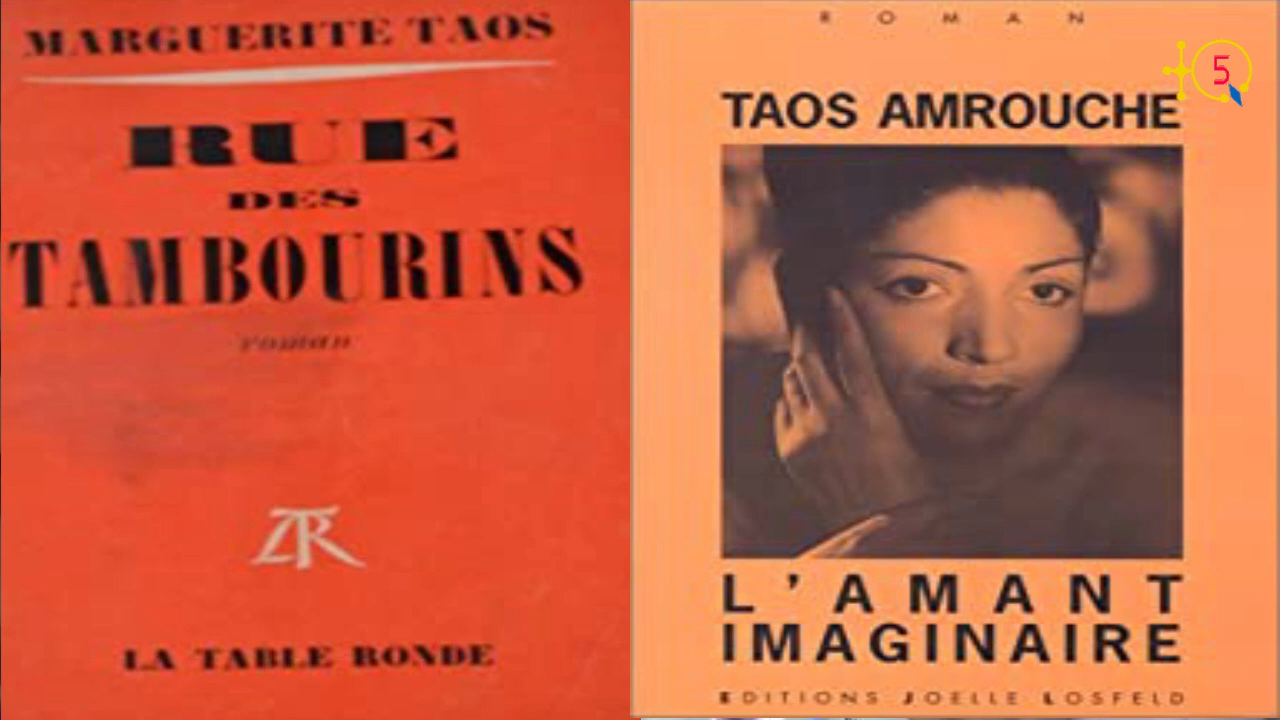 MARGUERITE TAOS
RUE
DES
TAMBOURINS
roman
LA TABLE RONDE
ROMAN
5
TAOS AMROUCHE
L'AMANT
IMAGINAIRE
EDITIONS JOELLE LOSFELD